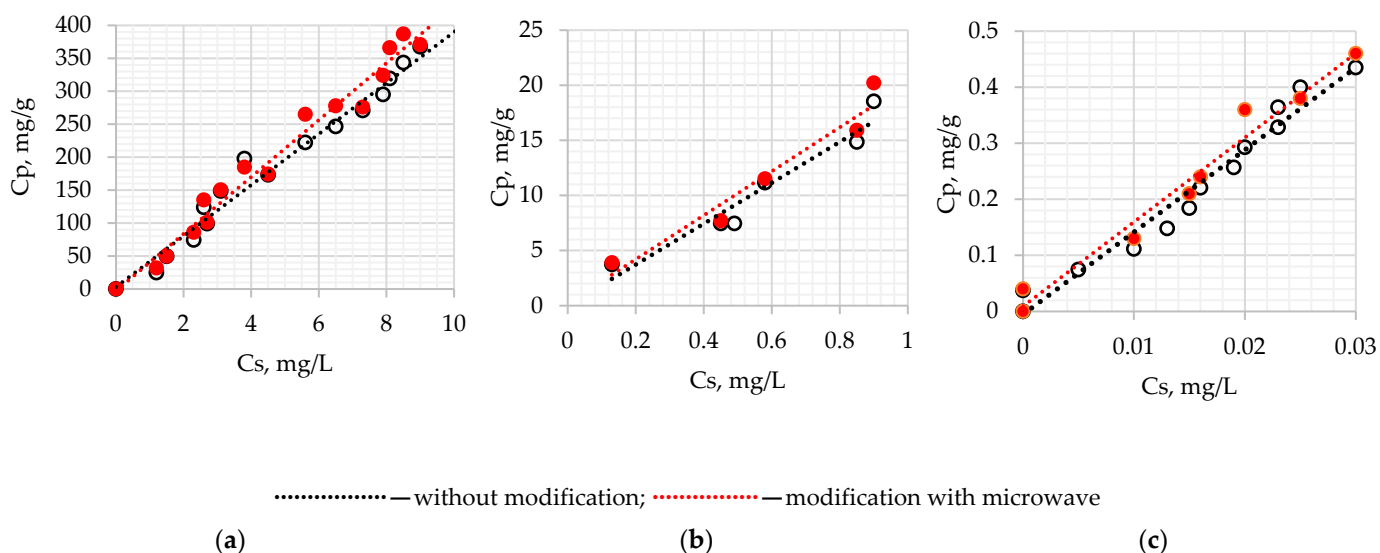 400
350
300
250
200
150
100
50
0
Cp, mg/g
0 2 4 6 8 10
Cs, mg/L
25
20
15
10
5
0
Cp, mg/g
0 0.2 0.4 0.6 0.8 1
Cs, mg/L
0.5
0.4
0.3
0.2
0.1
0
Cp, mg/g
0 0.01 0.02 0.03
Cs, mg/L
—without modification; —modification with microwave
(a) (b) (c)